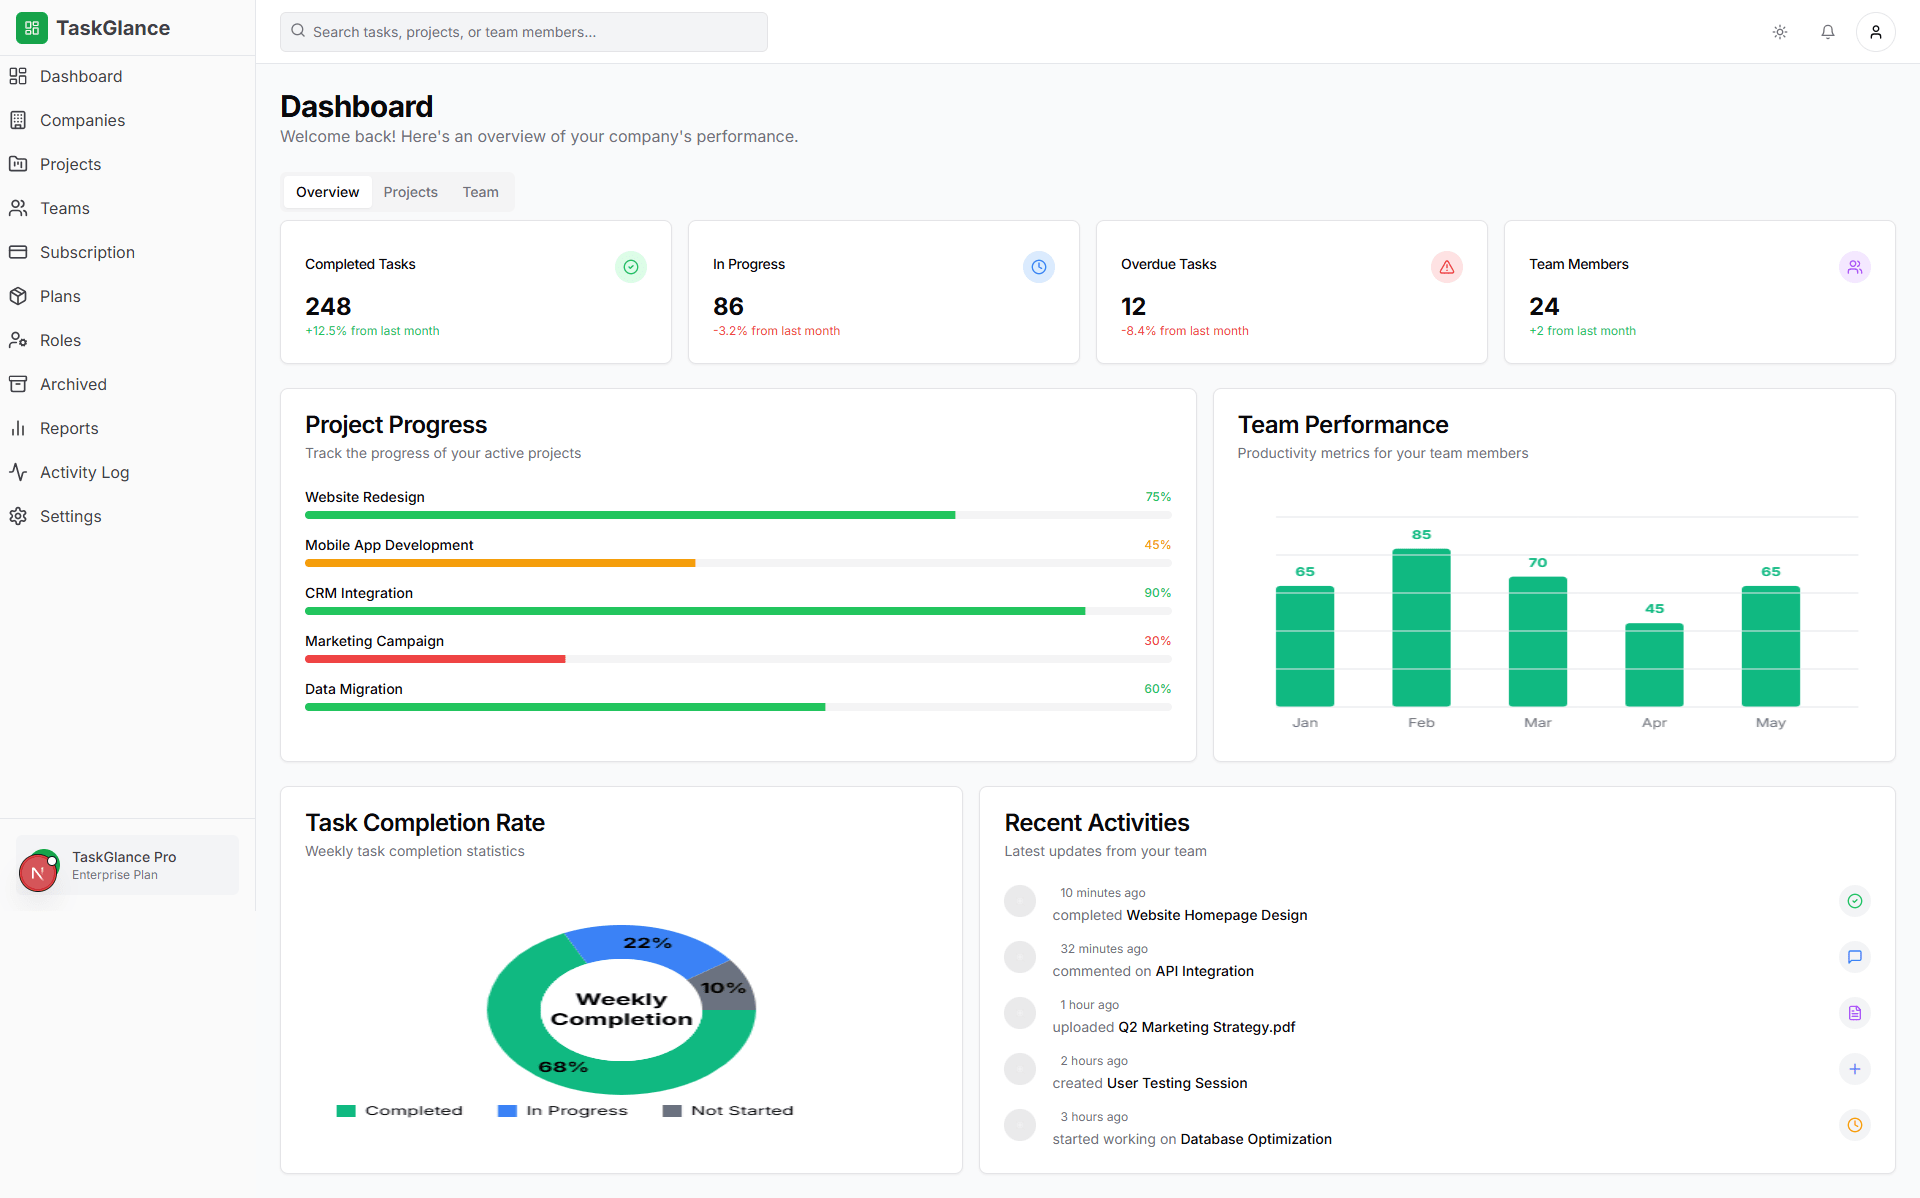 TaskGlance
Search tasks, projects, or team members...
Dashboard
Companies
Projects
Teams
Subscription
Plans
Roles
Archived
Reports
Activity Log
Settings
N
TaskGlance Pro
Enterprise Plan
Dashboard
Welcome back! Here's an overview of your company's performance.
Overview
Projects
Team
Completed Tasks
248
+12.5% from last month
In Progress
86
-3.2% from last month
Overdue Tasks
12
-8.4% from last month
Team Members
24
+2 from last month
Project Progress
Track the progress of your active projects
Website Redesign 75%
Mobile App Development 45%
CRM Integration 90%
Marketing Campaign 30%
Data Migration 60%
Team Performance
Productivity metrics for your team members
65
85
70
45
65
Jan
Feb
Mar
Apr
May
Task Completion Rate
Weekly task completion statistics
22%
10%
Weekly
Completion
68%
Completed
In Progress
Not Started
Recent Activities
Latest updates from your team
10 minutes ago
completed Website Homepage Design
32 minutes ago
commented on API Integration
1 hour ago
uploaded Q2 Marketing Strategy.pdf
2 hours ago
created User Testing Session
3 hours ago
started working on Database Optimization